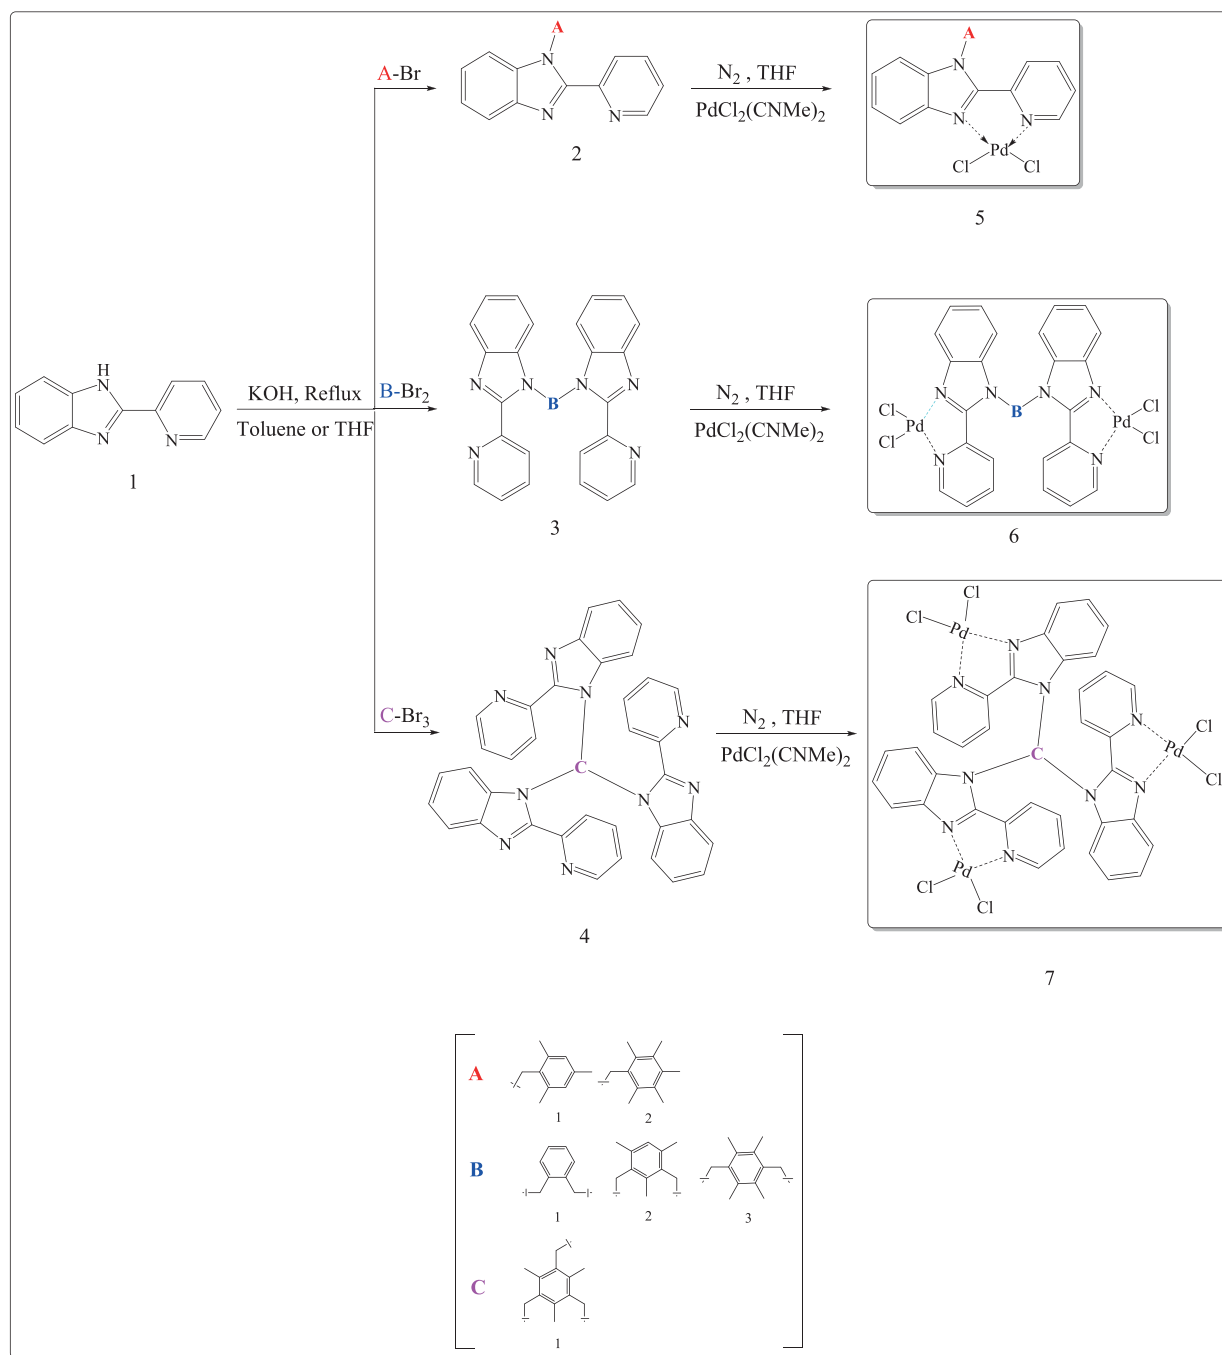 A
N
N
N
2
A-Br
N₂ , THF
PdCl₂(CNMe)₂
A
N
N
N
Pd
Cl
Cl
5
H
N
N
N
1
KOH, Reflux
Toluene or THF
B-Br₂
N
N
N
N
B
N
N
3
N₂ , THF
PdCl₂(CNMe)₂
N
N
N
N
B
Cl
Cl
Pd
Pd
Cl
Cl
N
N
6
C-Br₃
N
N
N
N
C
N
N
N
N
N
4
N₂ , THF
PdCl₂(CNMe)₂
Cl
Cl
Pd
N
N
N
N
Cl
Pd
Cl
C
N
N
N
N
N
Pd
Cl
Cl
7
A
1
2
B
1
2
3
C
1